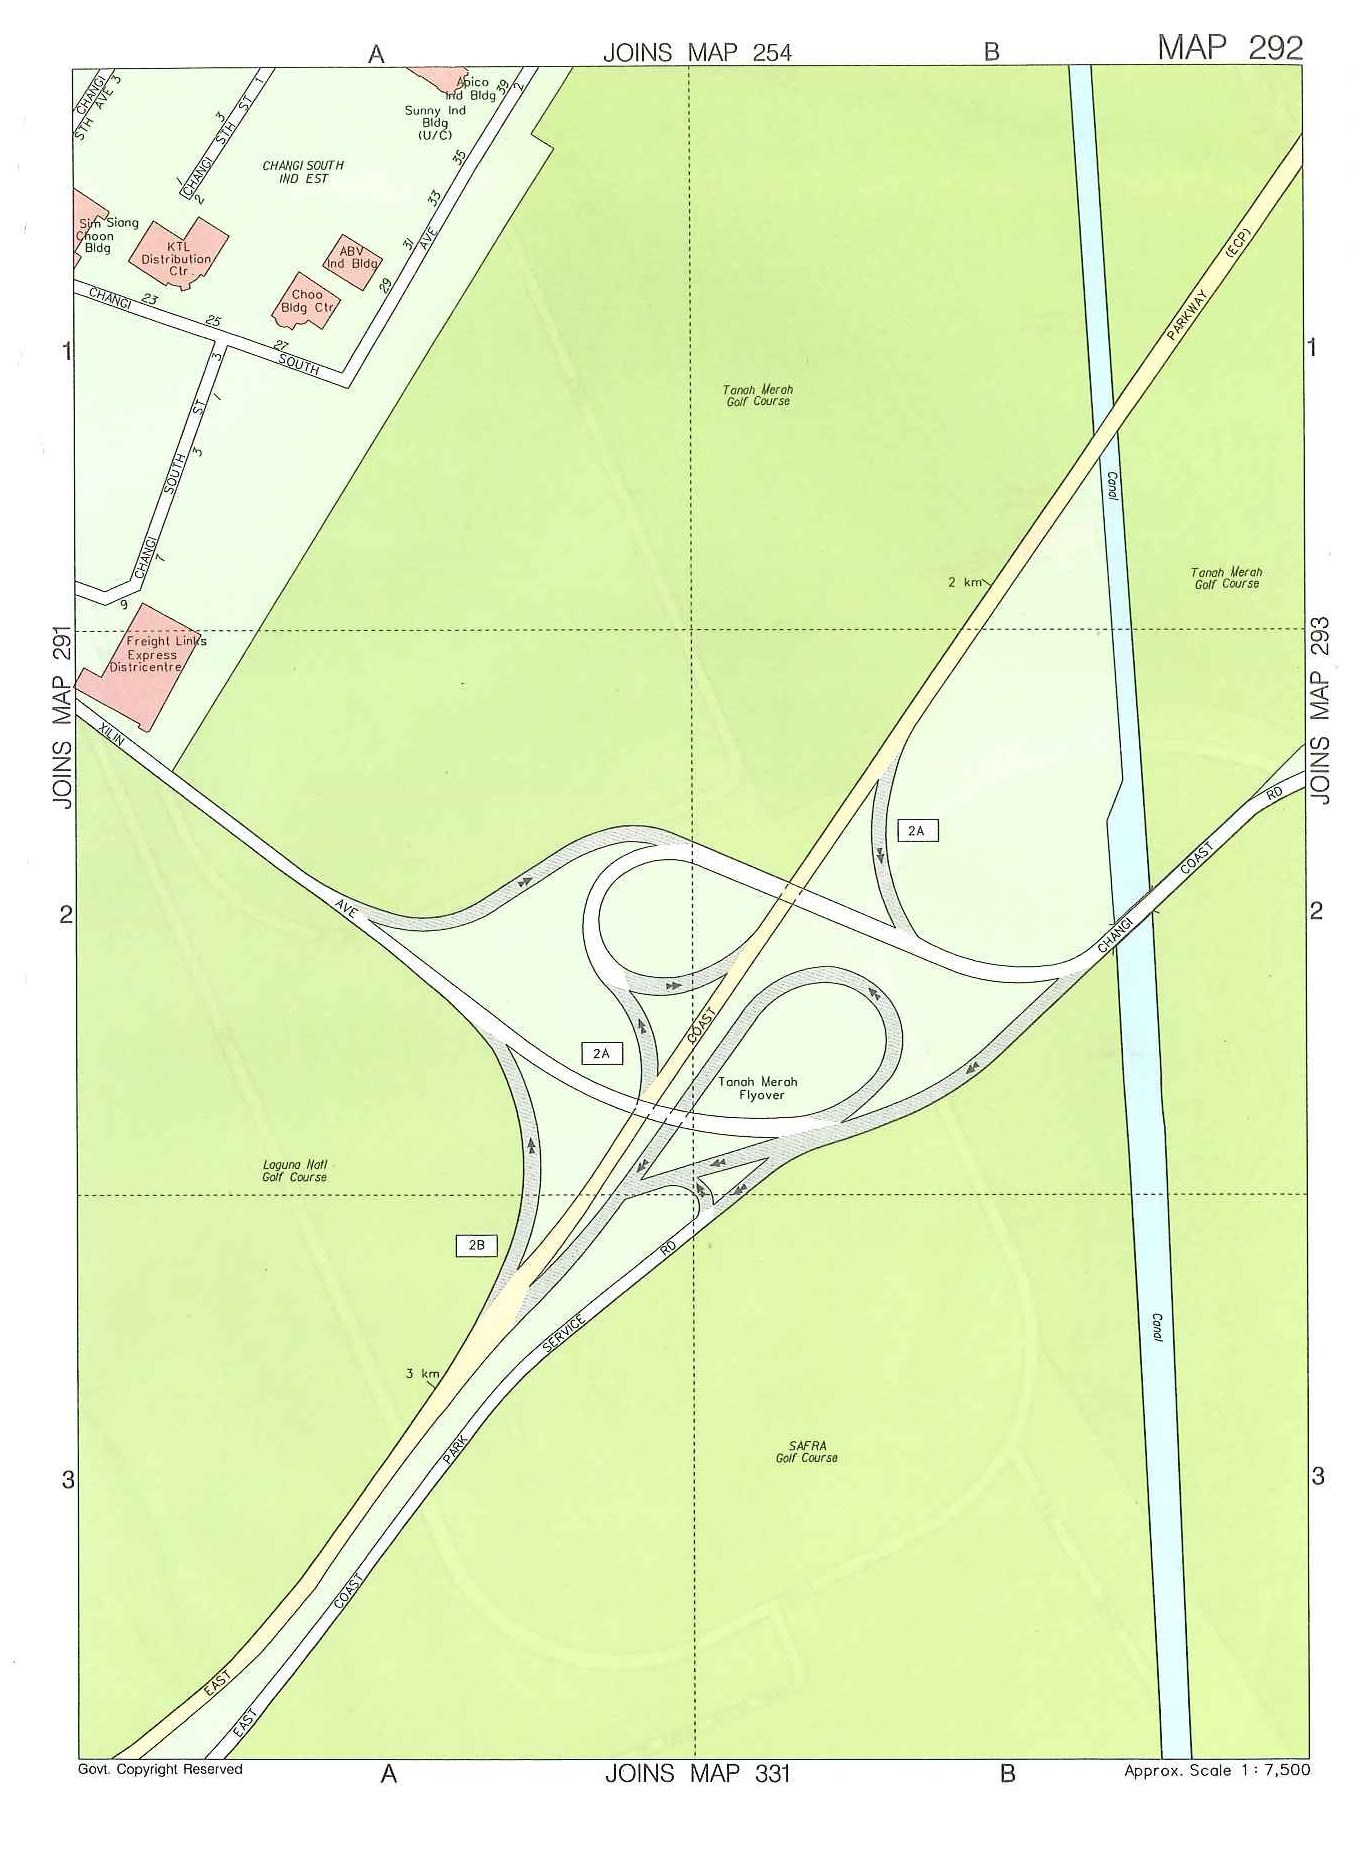 A
JOINS MAP 254
B
MAP 292
CHANGI
STH AVE 3
CHANGI STH ST 1
3
1
2
CHANGI SOUTH
IND EST
Apico
Ind Bldg
Sunny Ind
Bldg
(U/C)
39
2
35
33
31
AVE
29
Sim Siang
Choon
Bldg
KTL
Distribution
Ctr
ABV
Ind Bldg
Choo
Bldg Ctr
CHANGI
23
25
27
SOUTH
1
1
3
CHANGI SOUTH ST
1
3
7
9
Tanah Merah
Golf Course
PARKWAY (ECP)
Canal
2 km
Tanah Merah
Golf Course
JOINS MAP 291
JOINS MAP 293
Freight Links
Express
Districentre
XILIN
AVE
2A
CHANGI COAST RD
2
2
2A
COAST
Tanah Merah
Flyover
Laguna Natl
Golf Course
2B
RD
SERVICE
3 km
PARK
Canal
SAFRA
Golf Course
3
3
COAST
EAST
EAST
Govt. Copyright Reserved
A
JOINS MAP 331
B
Approx. Scale 1 : 7,500